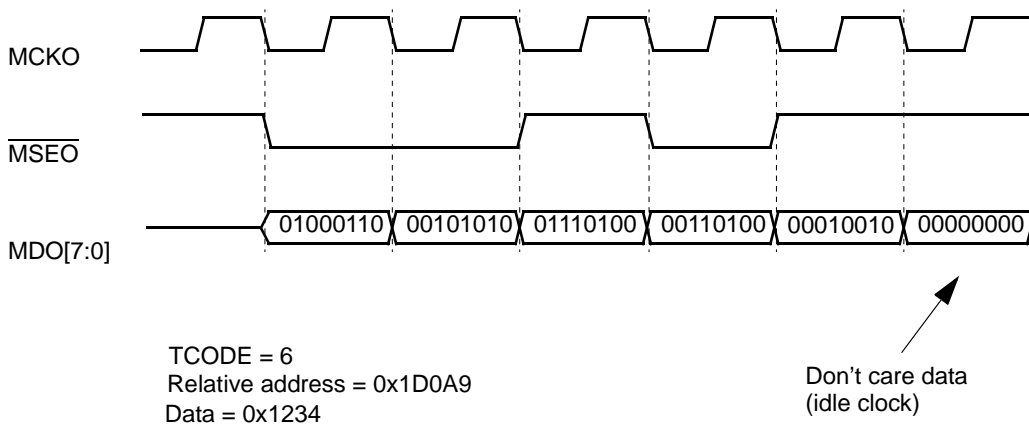 MCKO
MSEO
MDO[7:0]
01000110 00101010 01110100 00110100 00010010 00000000
TCODE = 6
Relative address = 0x1D0A9
Data = 0x1234
Don't care data
(idle clock)